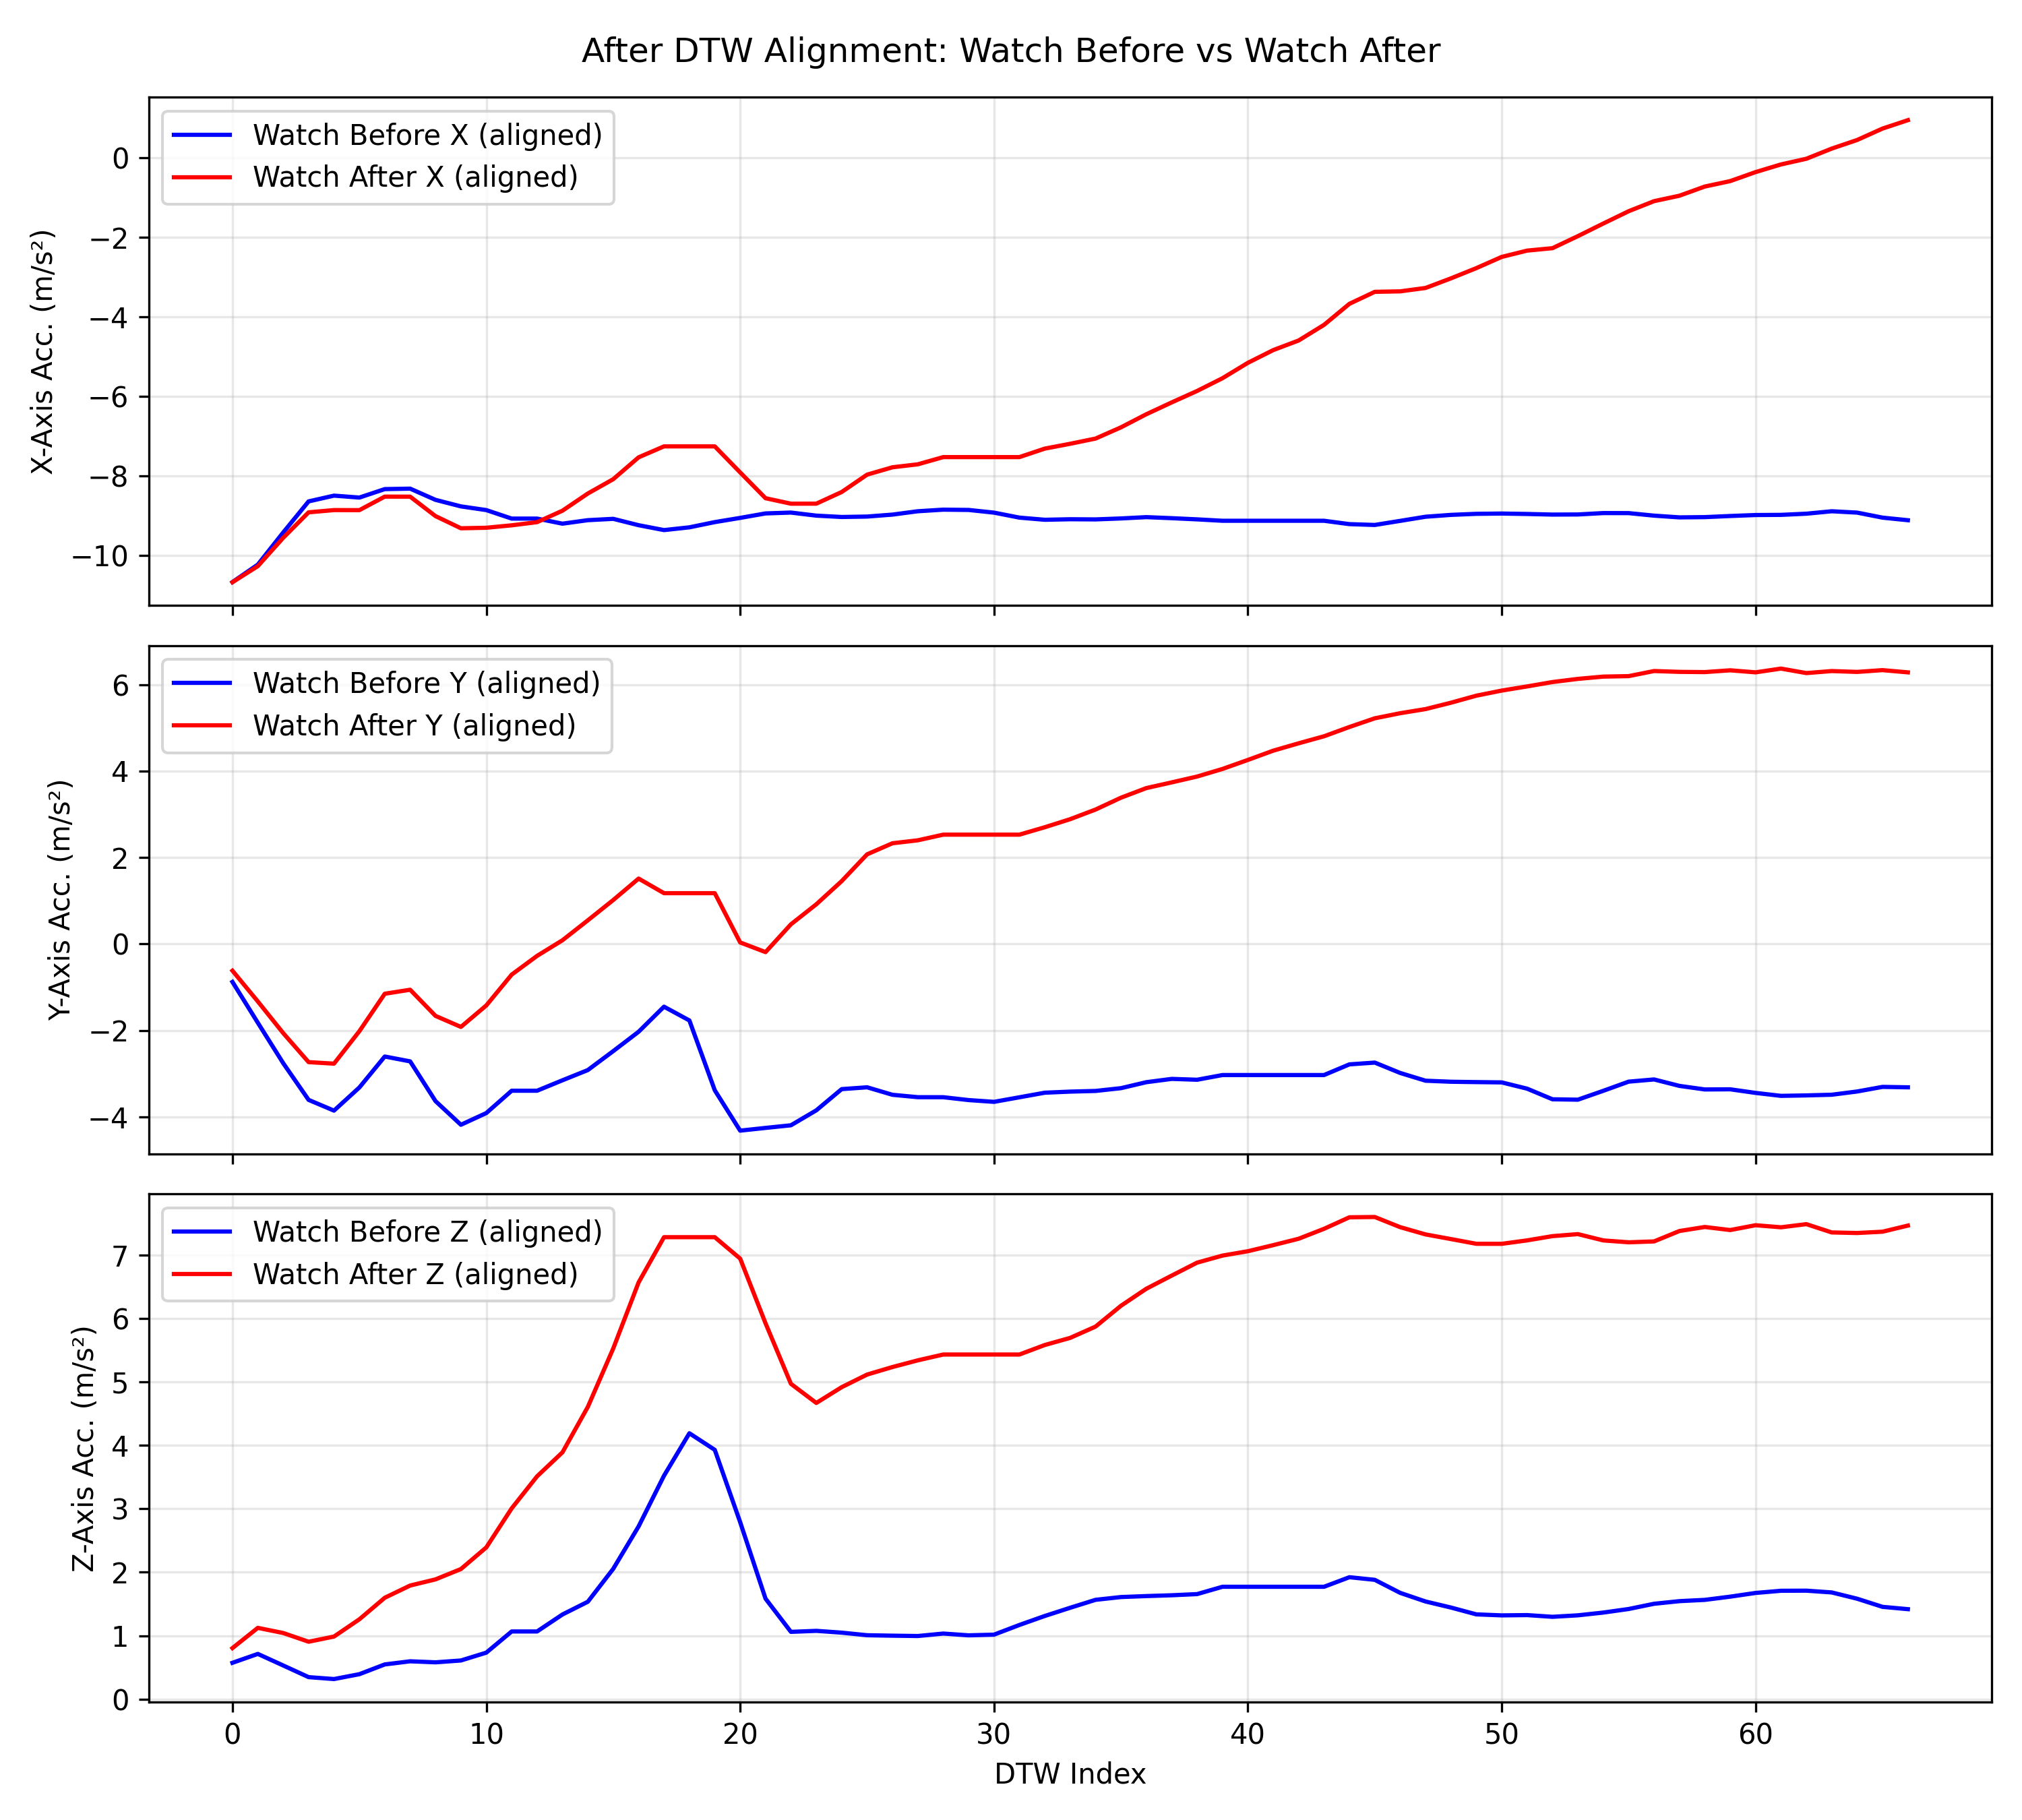 After DTW Alignment: Watch Before vs Watch After
Watch Before X (aligned)
Watch After X (aligned)
X-Axis Acc. (m/s²)
0
−2
−4
−6
−8
−10
Watch Before Y (aligned)
Watch After Y (aligned)
Y-Axis Acc. (m/s²)
6
4
2
0
−2
−4
Watch Before Z (aligned)
Watch After Z (aligned)
Z-Axis Acc. (m/s²)
7
6
5
4
3
2
1
0
0 10 20 30 40 50 60
DTW Index